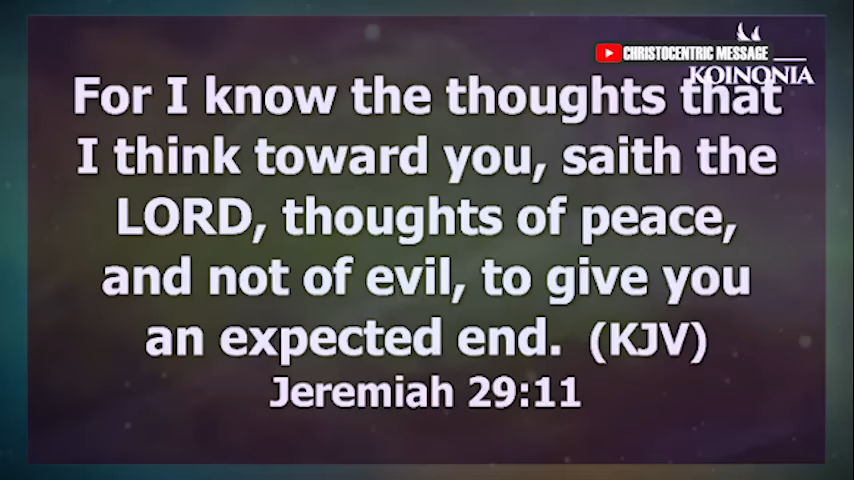 CHRISTOCENTRIC MESSAGE
KOINONIA
For I know the thoughts that
I think toward you, saith the
LORD, thoughts of peace,
and not of evil, to give you
an expected end. (KJV)
Jeremiah 29:11